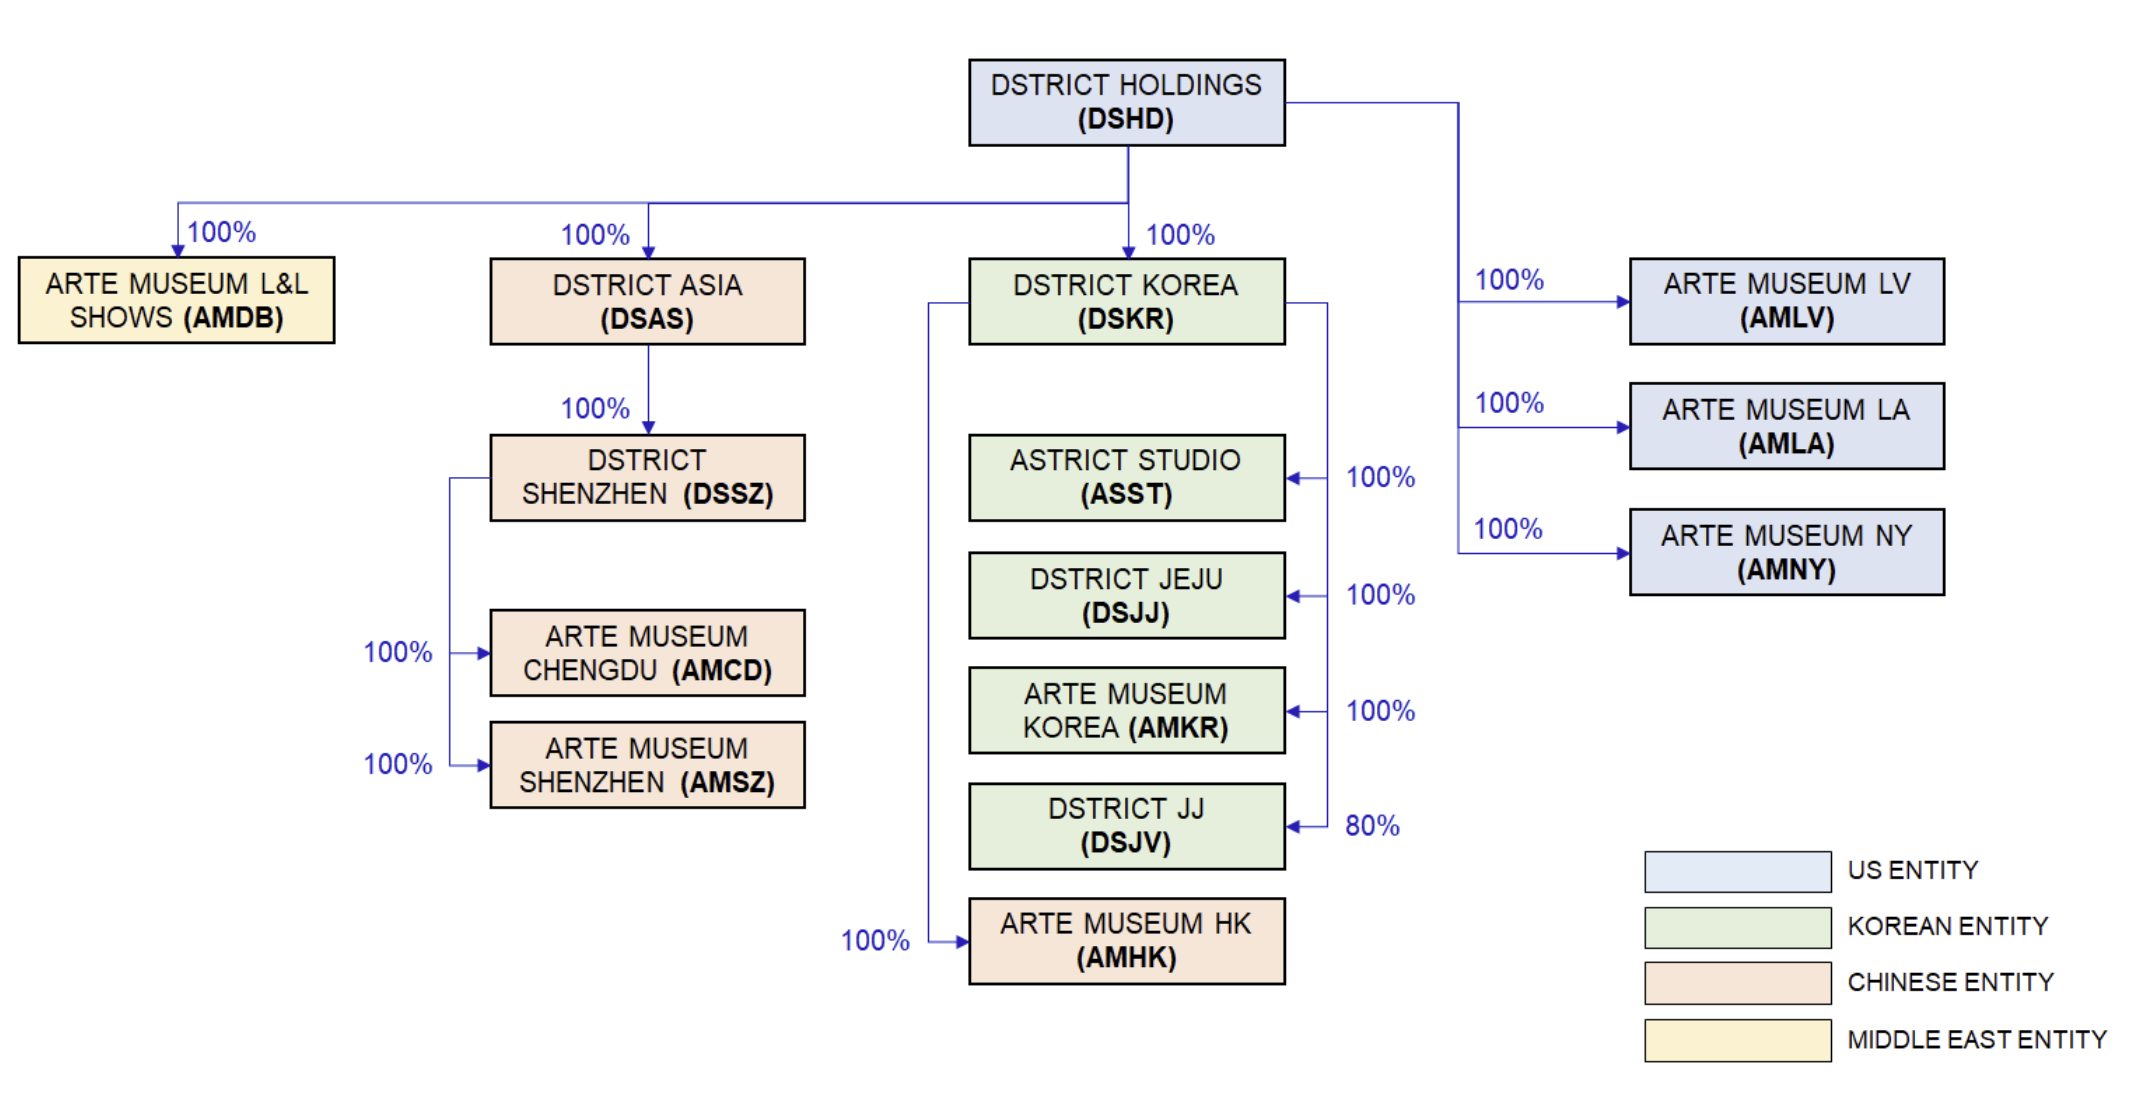 DSTRICT HOLDINGS
(DSHD)
100%
100%
100%
ARTE MUSEUM L&L
SHOWS (AMDB)
DSTRICT ASIA
(DSAS)
DSTRICT KOREA
(DSKR)
100%
ARTE MUSEUM LV
(AMLV)
100%
DSTRICT
SHENZHEN (DSSZ)
ASTRICT STUDIO
(ASST)
100%
100%
ARTE MUSEUM LA
(AMLA)
100%
ARTE MUSEUM NY
(AMNY)
DSTRICT JEJU
(DSJJ)
100%
100%
ARTE MUSEUM
CHENGDU (AMCD)
ARTE MUSEUM
KOREA (AMKR)
100%
100%
ARTE MUSEUM
SHENZHEN (AMSZ)
DSTRICT JJ
(DSJV)
80%
100%
ARTE MUSEUM HK
(AMHK)
US ENTITY
KOREAN ENTITY
CHINESE ENTITY
MIDDLE EAST ENTITY